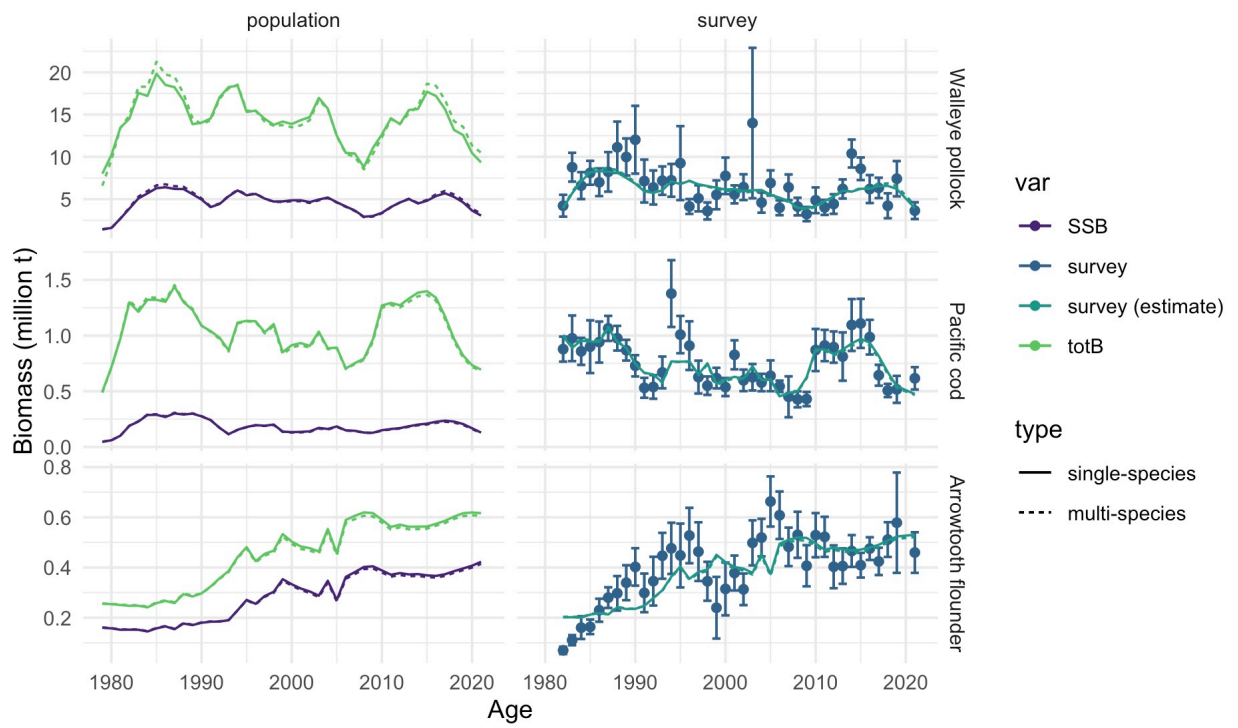 population
survey
20
15
10
5
Walleye pollock
1.5
1.0
0.5
0.0
Pacific cod
0.8
0.6
0.4
0.2
Arrowtooth flounder
Biomass (million t)
1980
1990
2000
2010
2020
1980
1990
2000
2010
2020
Age
var
SSB
survey
survey (estimate)
totB
type
single-species
multi-species